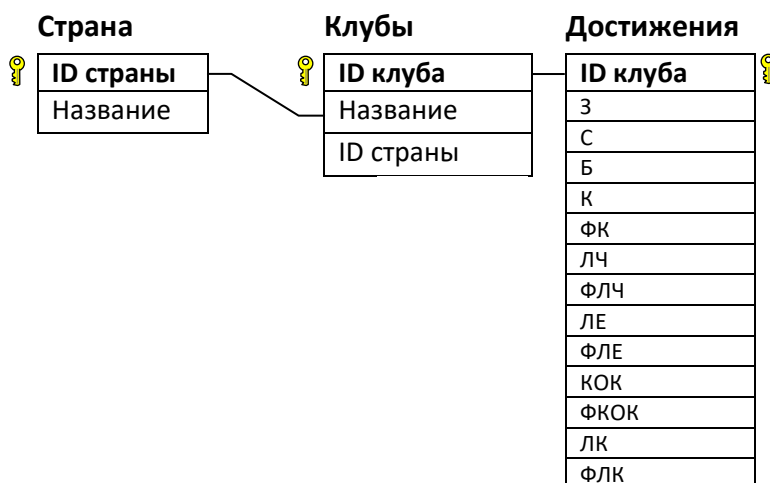 Страна
ID страны
Название
Клубы
ID клуба
Название
ID страны
Достижения
ID клуба
З
С
Б
К
ФК
ЛЧ
ФЛЧ
ЛЕ
ФЛЕ
КОК
ФКОК
ЛК
ФЛК